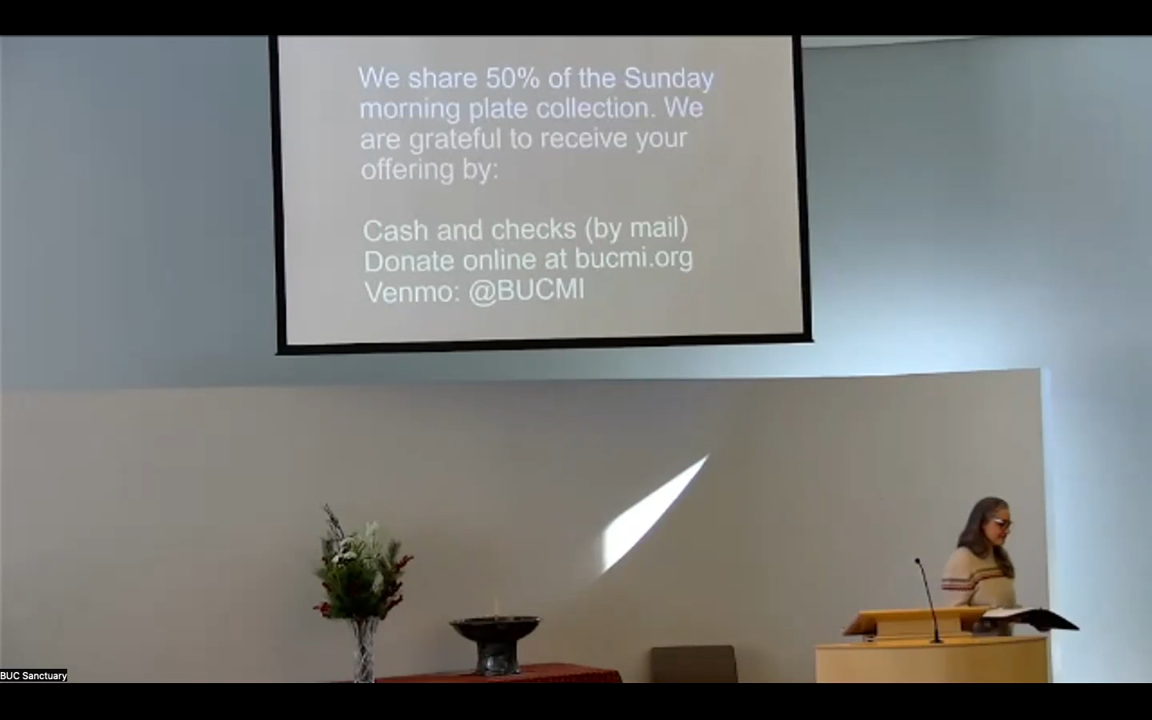 We share 50% of the Sunday
morning plate collection. We
are grateful to receive your
offering by:
Cash and checks (by mail)
Donate online at bucmi.org
Venmo: @BUCMI
BUC Sanctuary